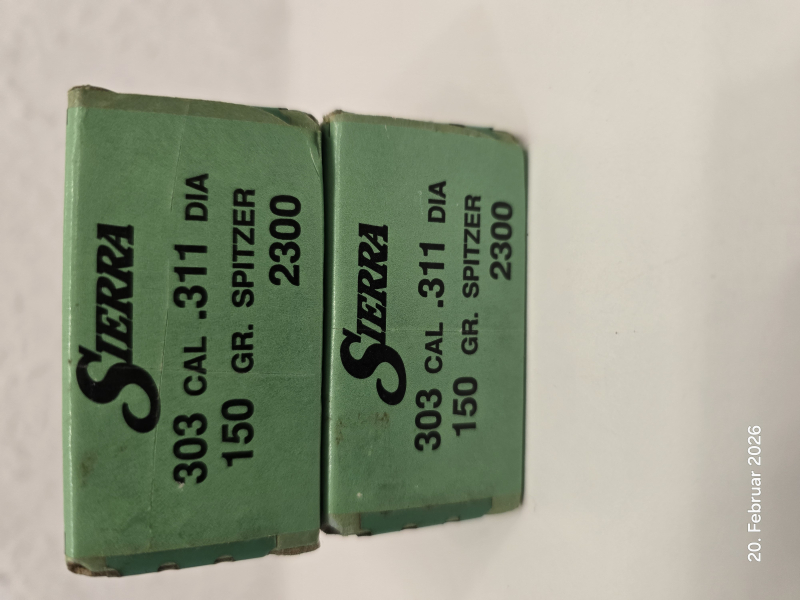 SIERRA
303 CAL .311 DIA
150 GR. SPITZER
2300
SIERRA
303 CAL .311 DIA
150 GR. SPITZER
2300
20. Februar 2026